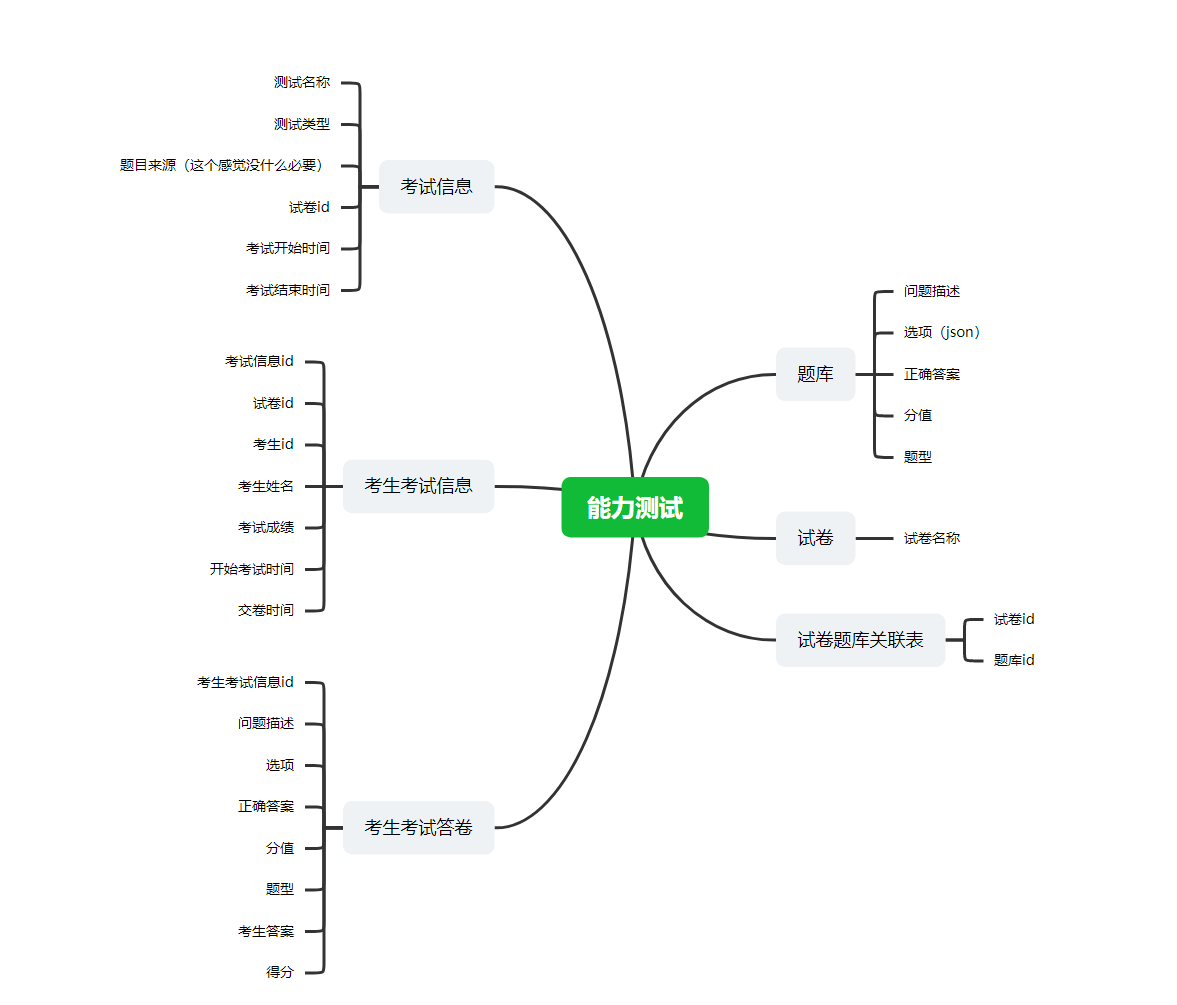 测试名称
测试类型
题目来源（这个感觉没什么必要）
试卷id
考试开始时间
考试结束时间
考试信息
考试信息id
试卷id
考生id
考生姓名
考试成绩
开始考试时间
交卷时间
考生考试信息
考生考试信息id
问题描述
选项
正确答案
分值
题型
考生答案
得分
考生考试答卷
能力测试
题库
问题描述
选项（json）
正确答案
分值
题型
试卷
试卷名称
试卷题库关联表
试卷id
题库id